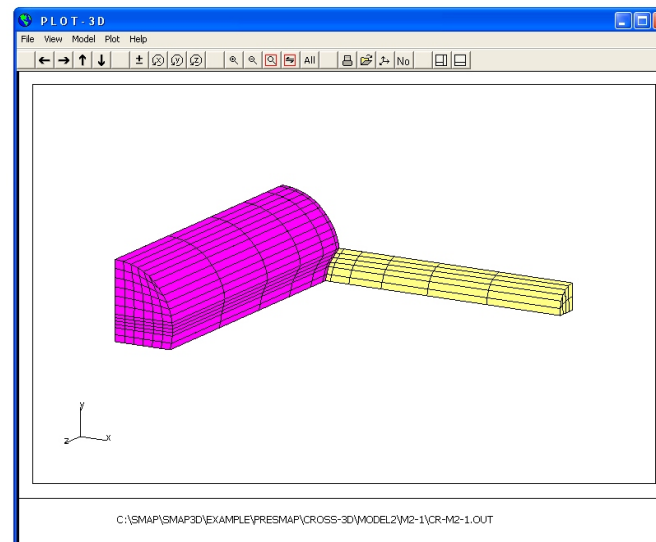 PLOT-3D
File View Model Plot Help
± x y z All No
y
z x
C:\SMAP\SMAP3D\EXAMPLE\PRESMAP\CROSS-3D\MODEL2\M2-1\CR-M2-1.OUT